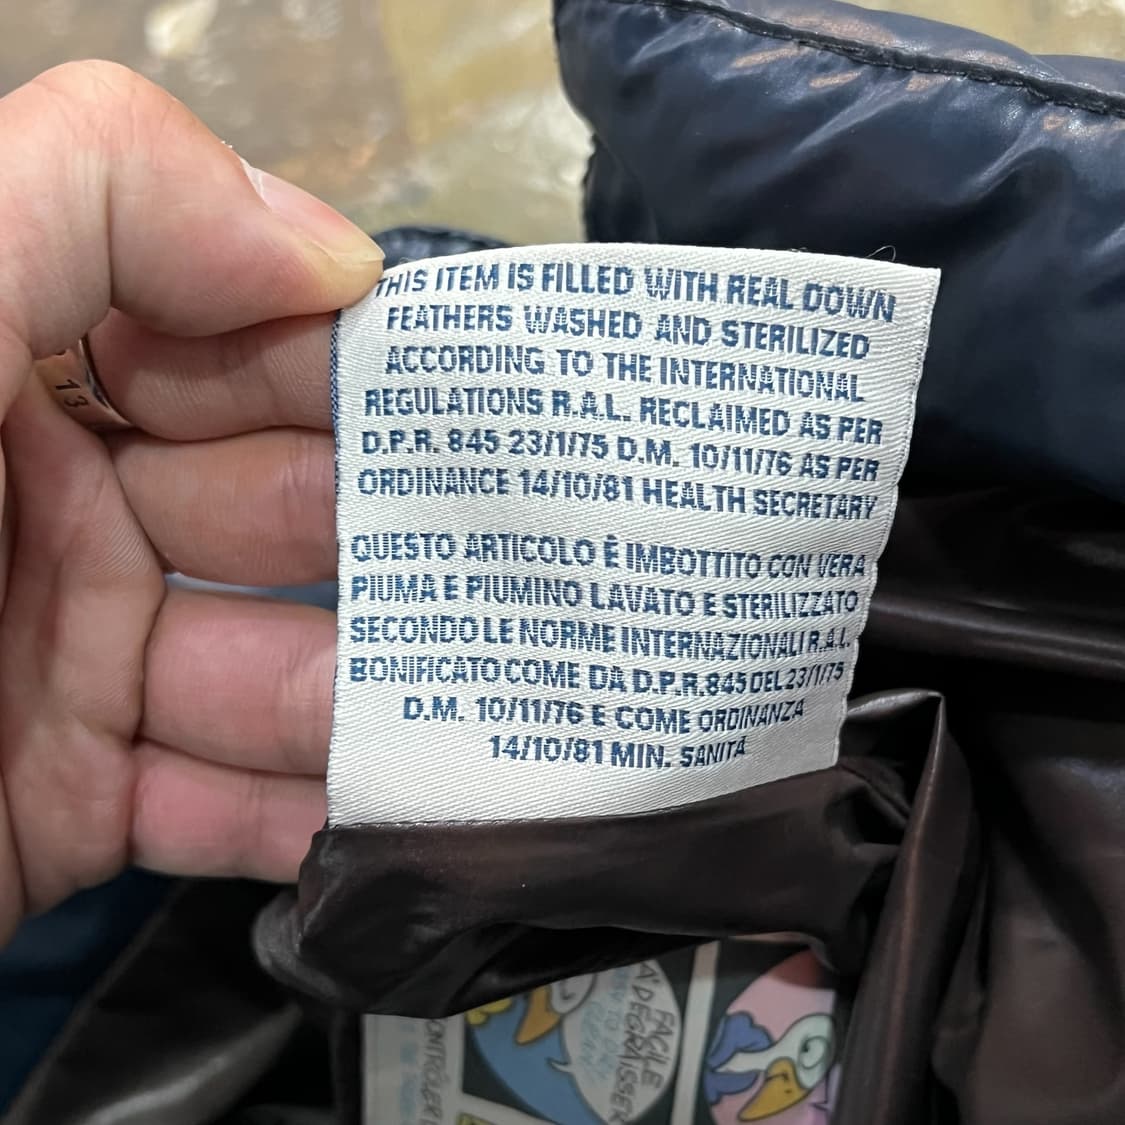 THIS ITEM IS FILLED WITH REAL DOWN
FEATHERS WASHED AND STERILIZED
ACCORDING TO THE INTERNATIONAL
REGULATIONS R.A.L. RECLAIMED AS PER
D.P.R. 845 23/1/75 D.M. 10/11/76 AS PER
ORDINANCE 14/10/81 HEALTH SECRETARY
QUESTO ARTICOLO È IMBOTTITO CON VERA
PIUMA E PIUMINO LAVATO E STERILIZZATO
SECONDO LE NORME INTERNAZIONALI R.A.L.
BONIFICATO COME DA D.P.R.845 DEL 23/1/75
D.M. 10/11/76 E COME ORDINANZA
14/10/81 MIN. SANITÁ
13
FACILE
A' DEGRAISSER